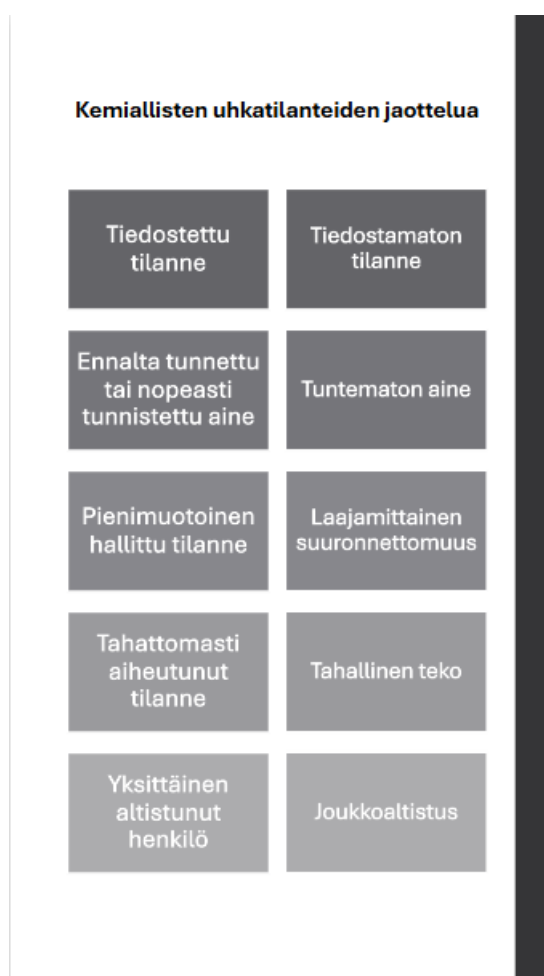 Kemiallisten uhkatilanteiden jaottelua
Tiedostettu
tilanne
Tiedostamaton
tilanne
Ennalta tunnettu
tai nopeasti
tunnistettu aine
Tuntematon aine
Pienimuotoinen
hallittu tilanne
Laajamittainen
suuronnettomuus
Tahattomasti
aiheutunut
tilanne
Tahallinen teko
Yksittäinen
altistunut
henkilö
Joukkoaltistus